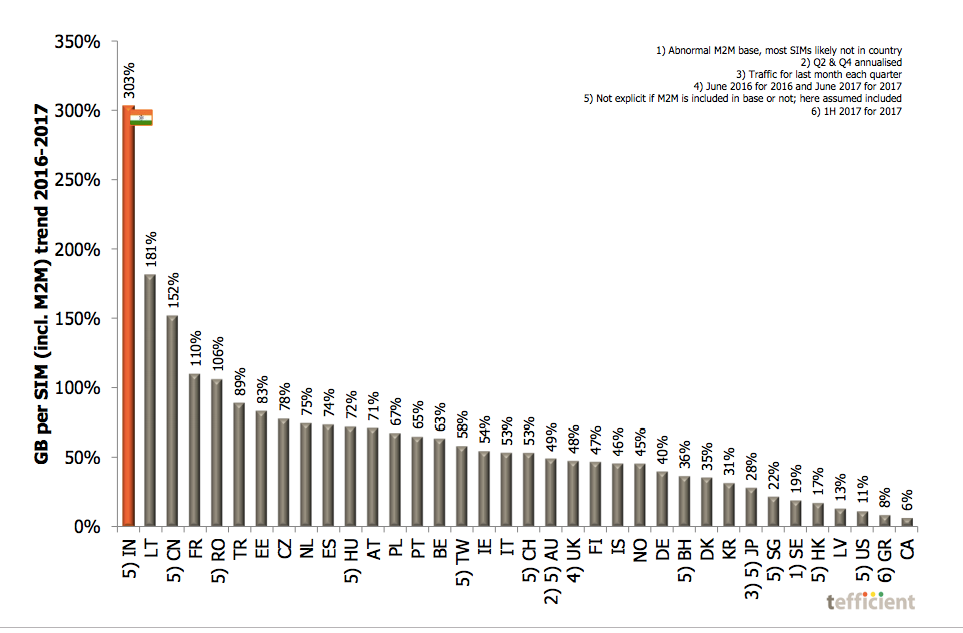 350%
300%
250%
200%
150%
100%
50%
0%
GB per SIM (incl. M2M) trend 2016-2017
1) Abnormal M2M base, most SIMs likely not in country
2) Q2 & Q4 annualised
3) Traffic for last month each quarter
4) June 2016 for 2016 and June 2017 for 2017
5) Not explicit if M2M is included in base or not; here assumed included
6) 1H 2017 for 2017
303%
181%
152%
110%
106%
89%
83%
78%
75%
74%
72%
71%
67%
65%
63%
58%
54%
53%
53%
49%
48%
47%
46%
45%
40%
36%
35%
31%
28%
22%
19%
17%
13%
11%
8%
6%
5) IN
LT
5) CN
FR
5) RO
TR
EE
CZ
NL
ES
5) HU
AT
PL
PT
BE
5) TW
IE
IT
5) CH
2) 5) AU
4) UK
FI
IS
NO
DE
5) BH
DK
KR
3) 5) JP
5) SG
1) SE
5) HK
LV
5) US
6) GR
CA
tefficient